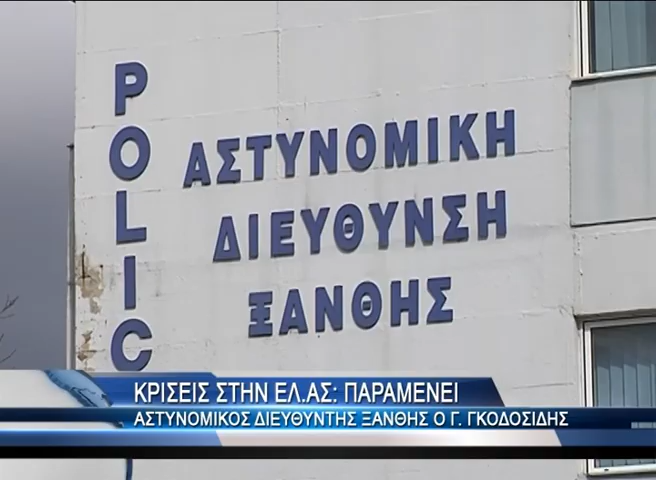 POLIC
ΑΣΤΥΝΟΜΙΚΗ
ΔΙΕΥΘΥΝΣΗ
ΞΑΝΘΗΣ
ΚΡΙΣΕΙΣ ΣΤΗΝ ΕΛ.ΑΣ: ΠΑΡΑΜΕΝΕΙ
ΑΣΤΥΝΟΜΙΚΟΣ ΔΙΕΥΘΥΝΤΗΣ ΞΑΝΘΗΣ Ο Γ. ΓΚΟΔΟΣΙΔΗΣ